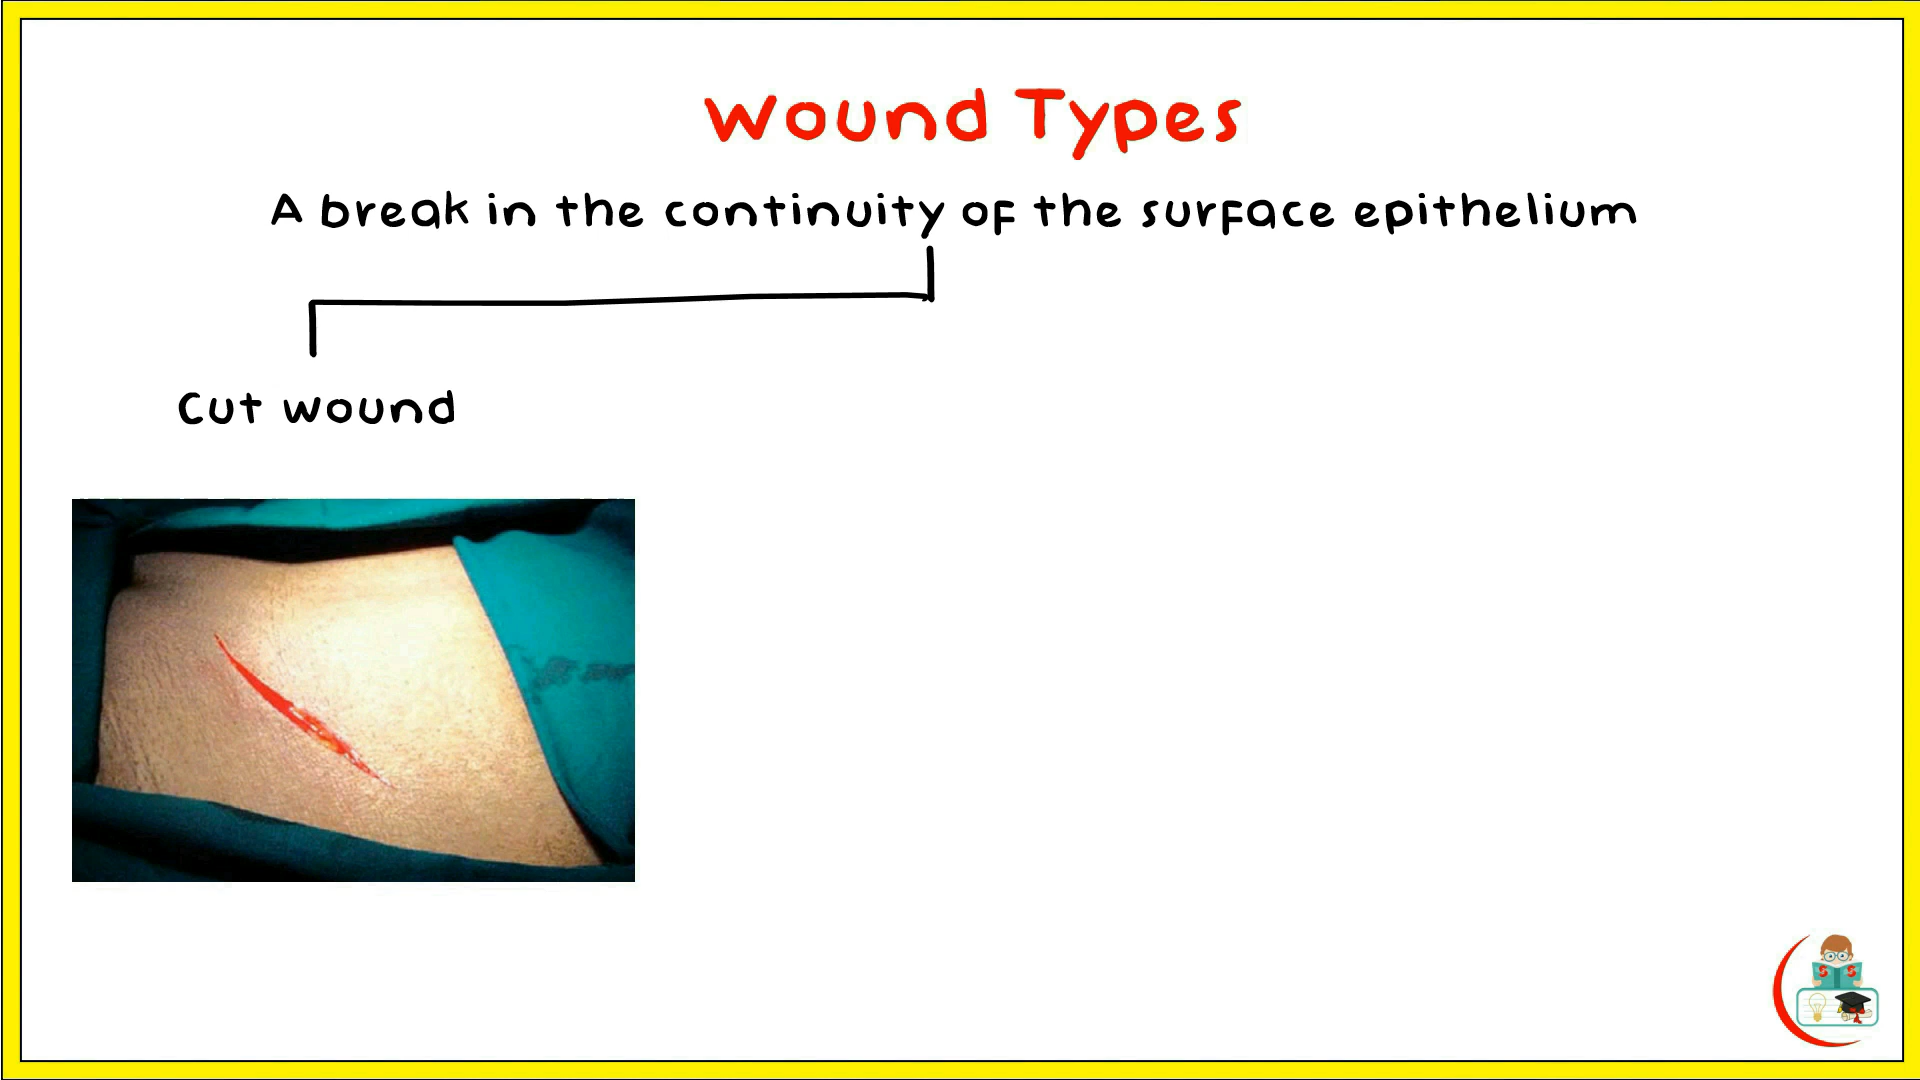 Wound Types
A break in the continuity of the surface epithelium
Cut wound